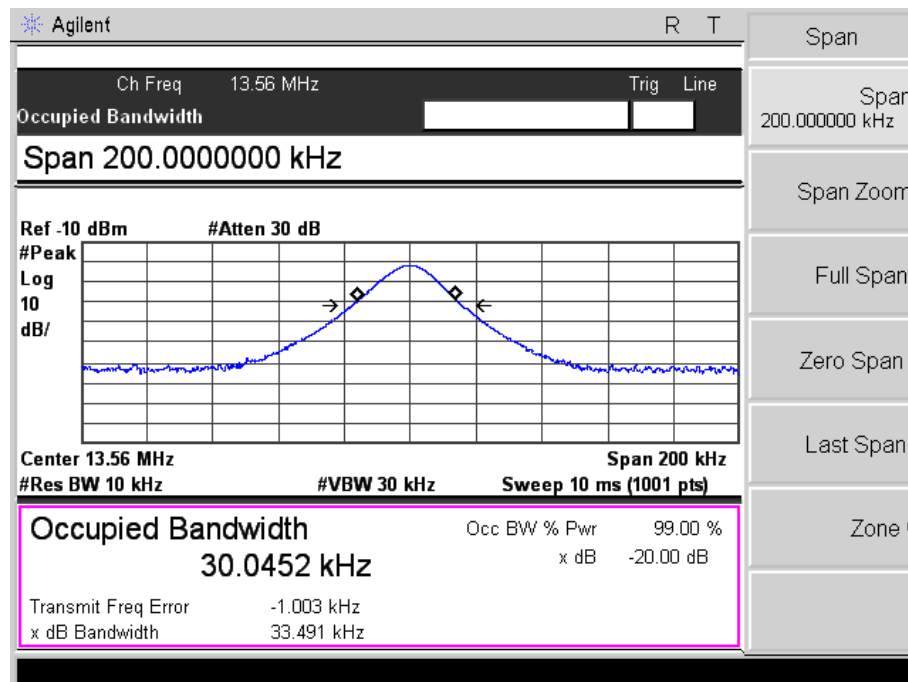 Agilent R T
Span
Ch Freq 13.56 MHz Trig Line
Occupied Bandwidth
Span
200.000000 kHz
Span 200.0000000 kHz
Span Zoom
Ref -10 dBm #Atten 30 dB
#Peak
Log
10
dB/
Full Span
Zero Span
Last Span
Center 13.56 MHz Span 200 kHz
#Res BW 10 kHz #VBW 30 kHz Sweep 10 ms (1001 pts)
Zone
Occupied Bandwidth Occ BW % Pwr 99.00 %
30.0452 kHz x dB -20.00 dB
Transmit Freq Error -1.003 kHz
x dB Bandwidth 33.491 kHz